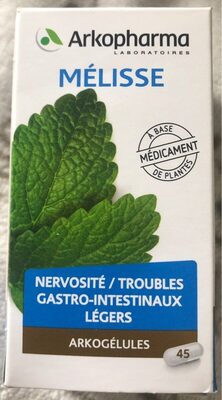 Arkopharma
LABORATOIRES
MÉLISSE
À BASE
MÉDICAMENT
DE PLANTES
NERVOSITÉ / TROUBLES
GASTRO-INTESTINAUX
LÉGERS
ARKOGÉLULES
45